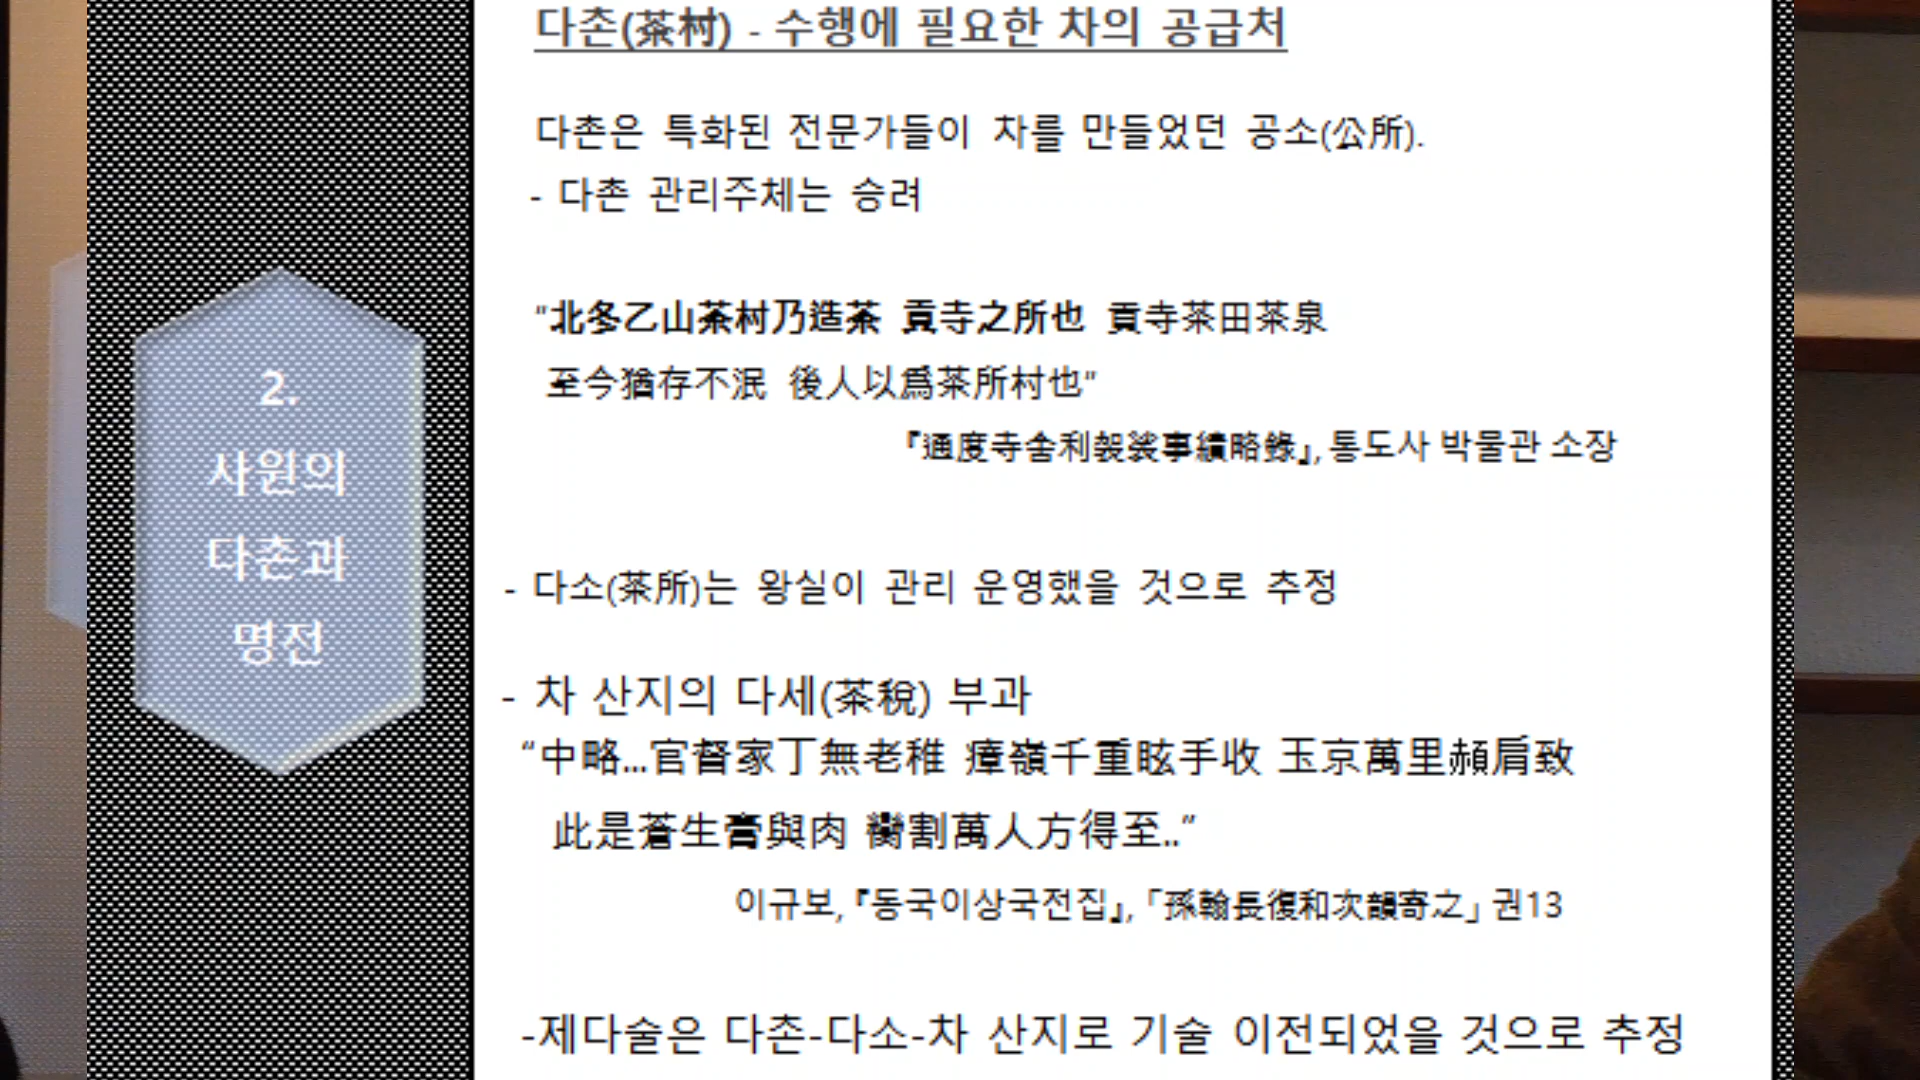 다촌(茶村) - 수행에 필요한 차의 공급처
다촌은 특화된 전문가들이 차를 만들었던 공소(公所).
- 다촌 관리주체는 승려
“北冬乙山茶村乃造茶 貢寺之所也 貢寺茶田茶泉
至今猶存不泯 後人以爲茶所村也”
『通度寺舍利袈裟事績略錄』, 통도사 박물관 소장
2.
사원의
다촌과
명전
- 다소(茶所)는 왕실이 관리 운영했을 것으로 추정
- 차 산지의 다세(茶稅) 부과
“中略...官督家丁無老稚 瘴嶺千重眩手收 玉京萬里赬肩致
此是蒼生膏與肉 臠割萬人方得至..”
이규보, 『동국이상국전집』, 「孫翰長復和次韻寄之」 권13
-제다술은 다촌-다소-차 산지로 기술 이전되었을 것으로 추정